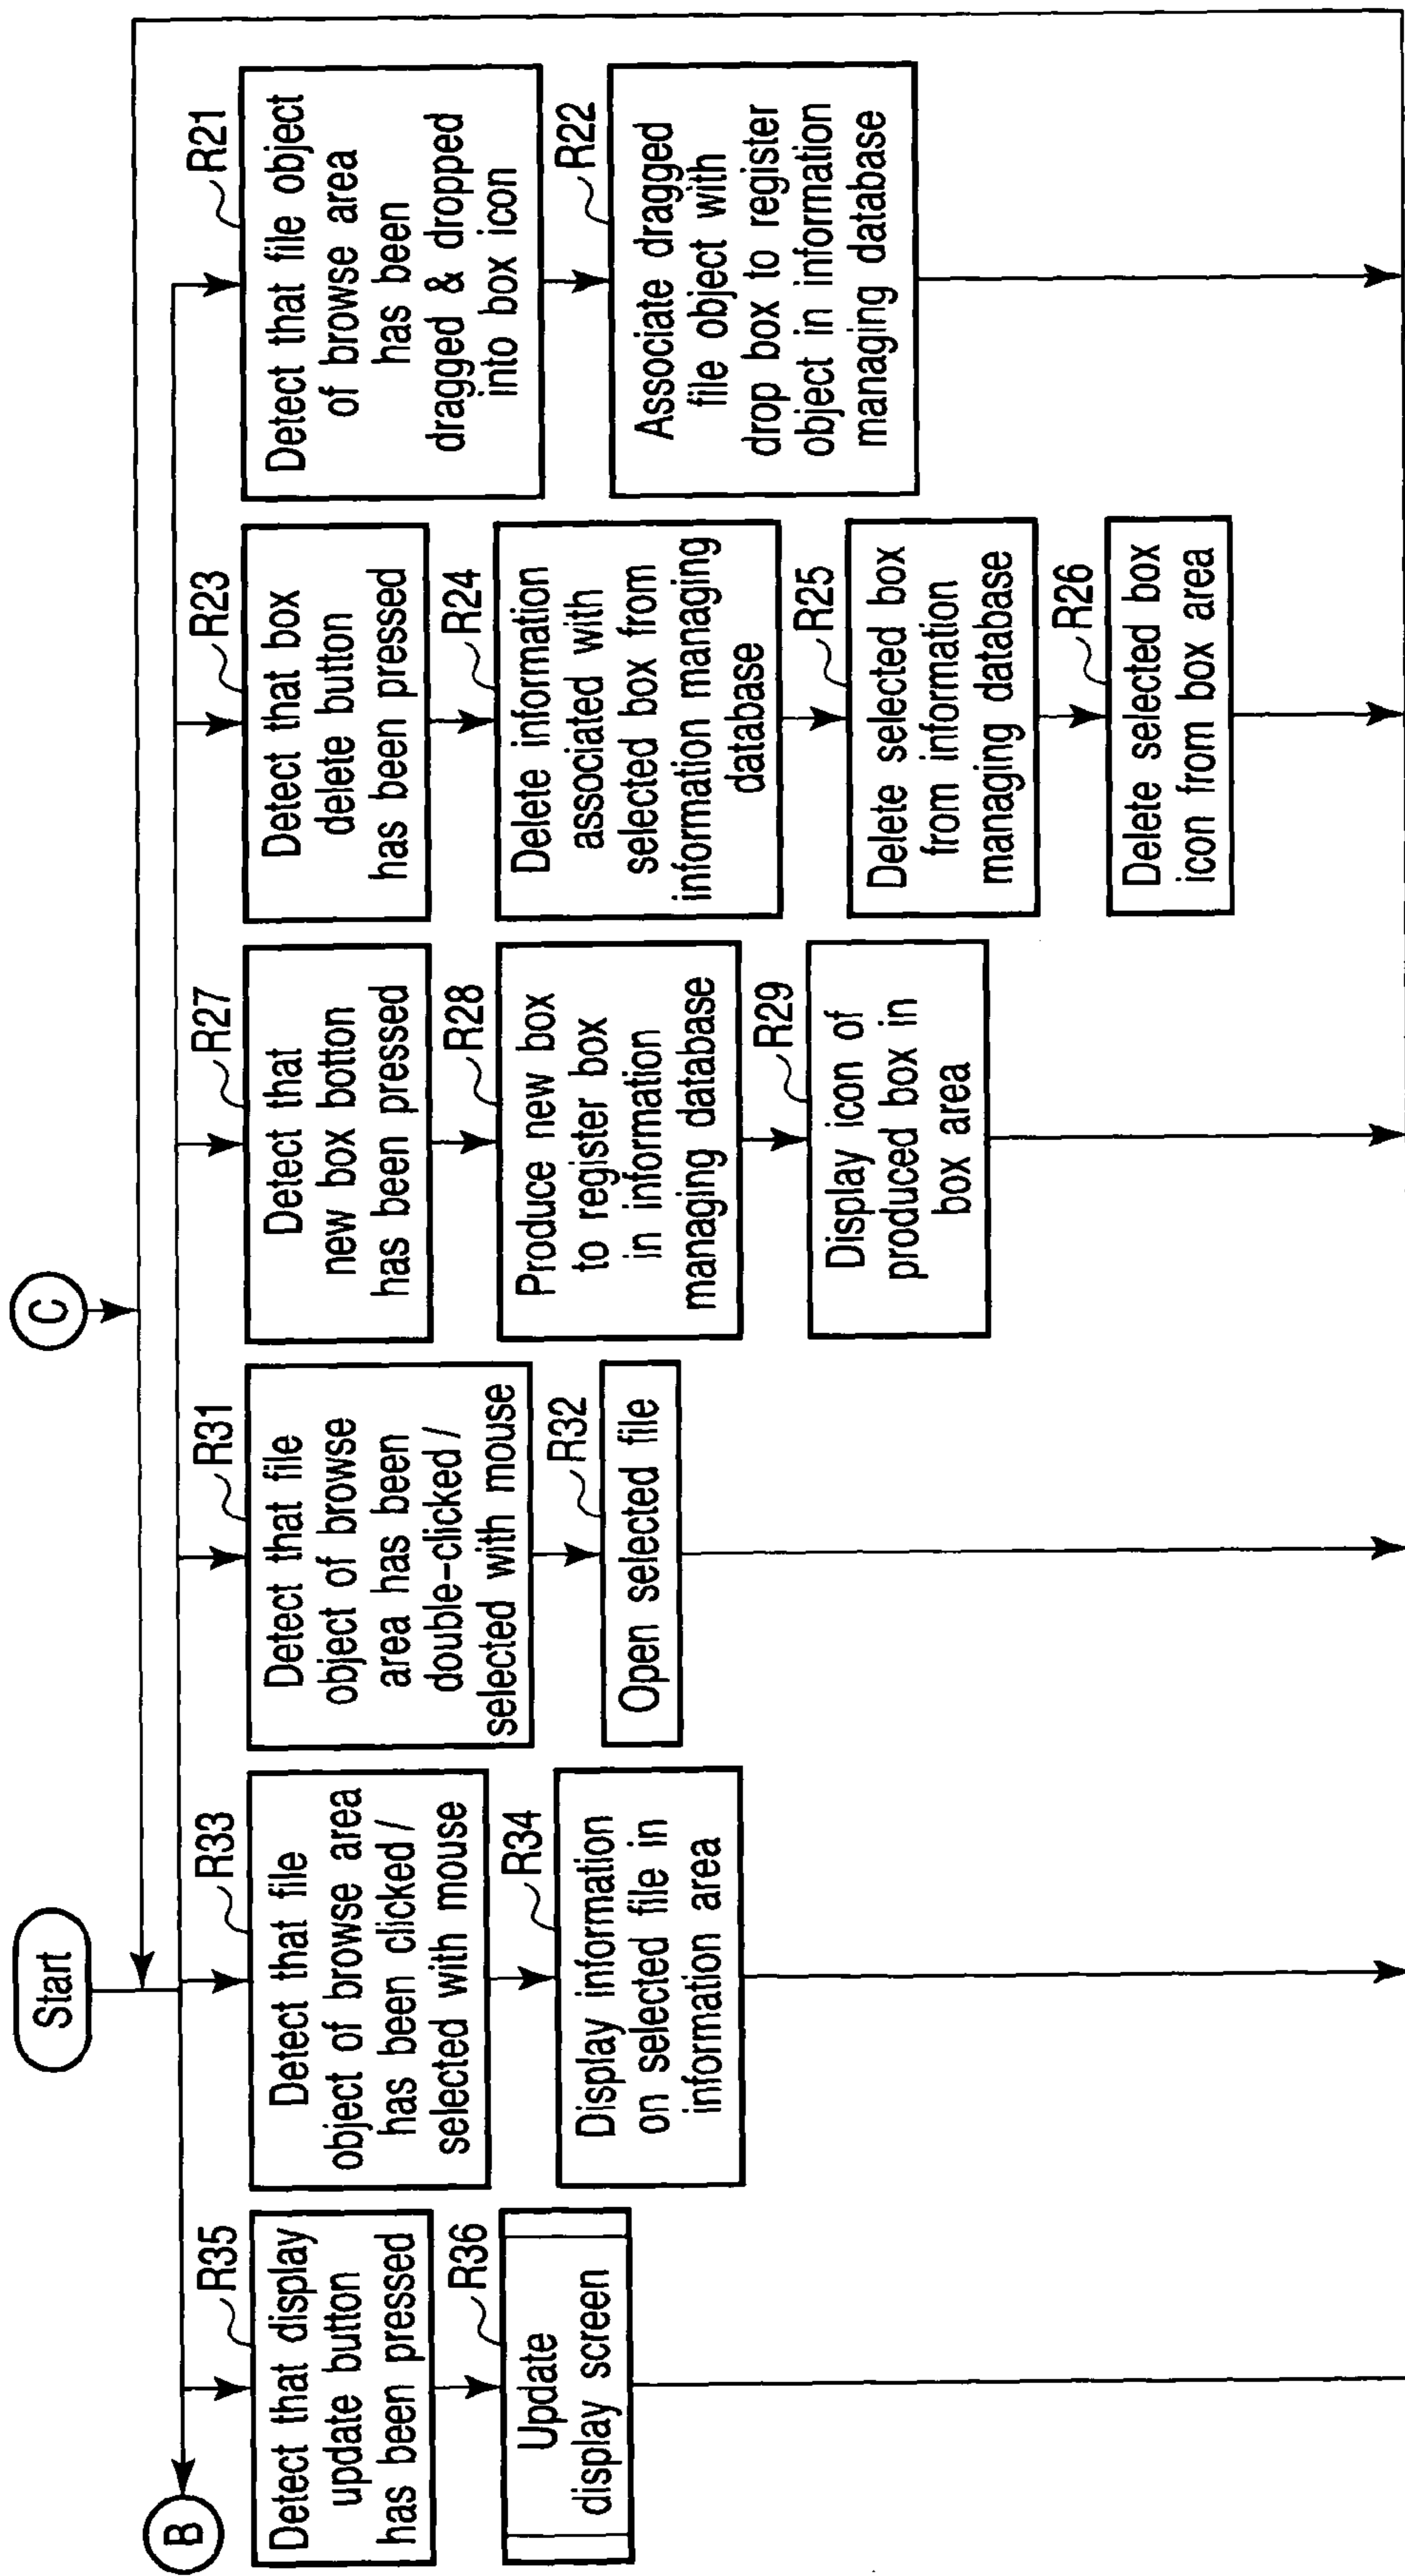 Start
C
B
R35
Detect that display
update button
has been pressed
R36
Update
display screen
R33
Detect that file
object of browse area
has been clicked /
selected with mouse
R34
Display information
on selected file in
information area
R31
Detect that file
object of browse
area has been
double-clicked /
selected with mouse
R32
Open selected file
R27
Detect that
new box botton
has been pressed
R28
Produce new box
to register box
in information
managing database
R29
Display icon of
produced box in
box area
R23
Detect that box
delete button
has been pressed
R24
Delete information
associated with
selected box from
information managing
database
R25
Delete selected box
from information
managing database
R26
Delete selected box
icon from box area
R21
Detect that file object
of browse area
has been
dragged & dropped
into box icon
R22
Associate dragged
file object with
drop box to register
object in information
managing database